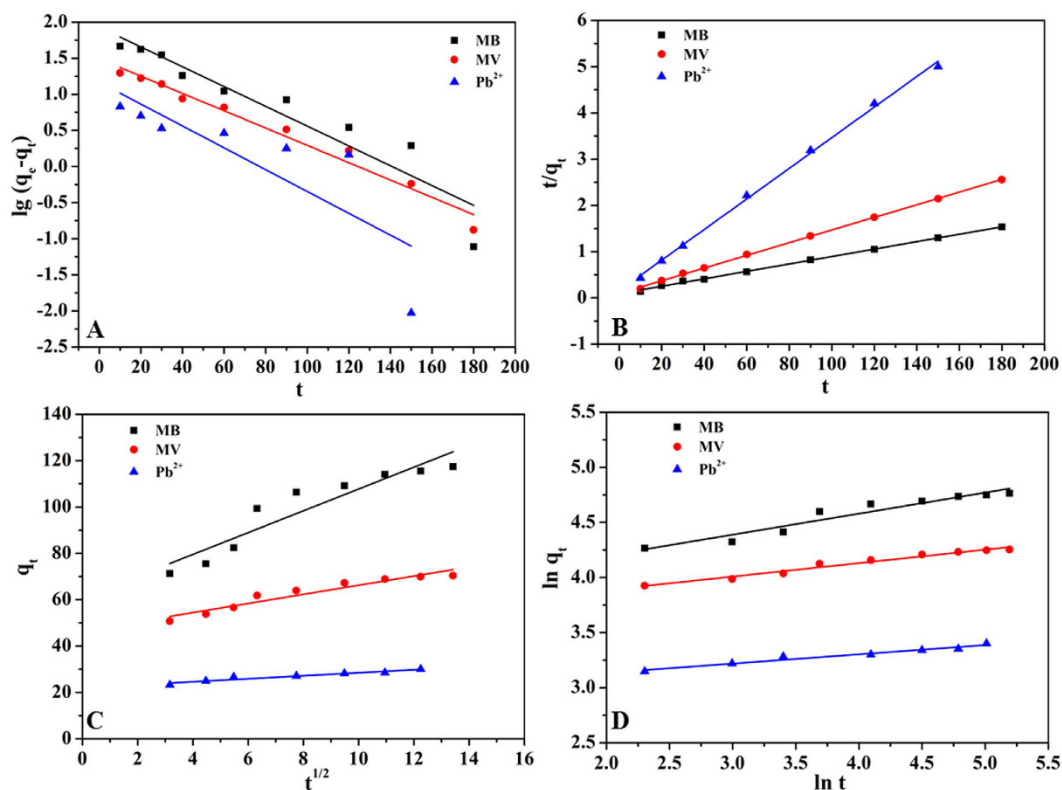 2.0
1.5
1.0
0.5
0.0
-0.5
-1.0
-1.5
-2.0
-2.5
lg (qe-qt)
MB
MV
Pb2+
A
0 20 40 60 80 100 120 140 160 180 200
t
6
5
4
3
2
1
0
-1
t/qt
MB
MV
Pb2+
B
0 20 40 60 80 100 120 140 160 180 200
t
140
120
100
80
60
40
20
0
qt
MB
MV
Pb2+
C
0 2 4 6 8 10 12 14 16
t1/2
5.5
5.0
4.5
4.0
3.5
3.0
2.5
ln qt
MB
MV
Pb2+
D
2.0 2.5 3.0 3.5 4.0 4.5 5.0 5.5
ln t